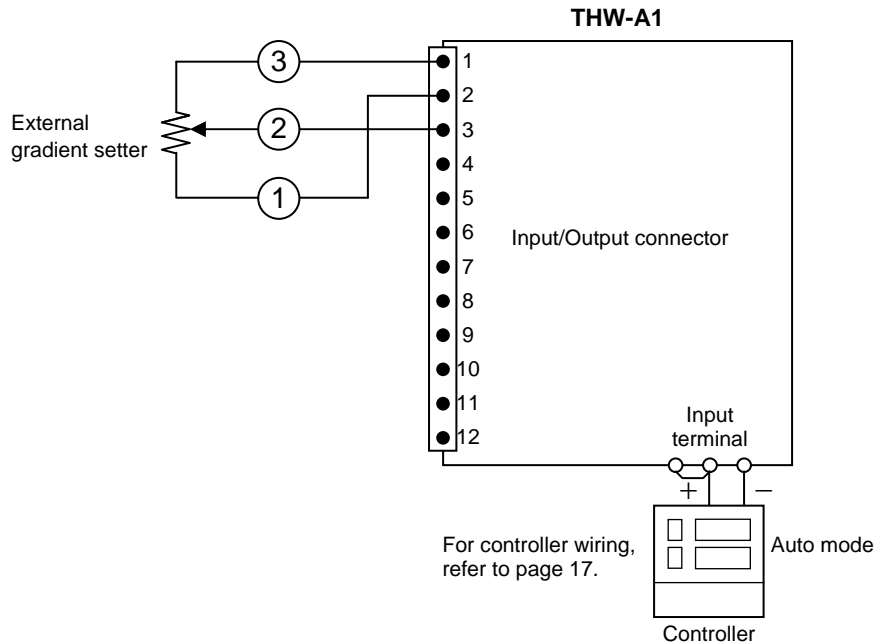 THW-A1
3
2
1
External
gradient setter
1
2
3
4
5
6
7
8
9
10
11
12
Input/Output connector
Input
terminal
+ −
For controller wiring,
refer to page 17.
Auto mode
Controller